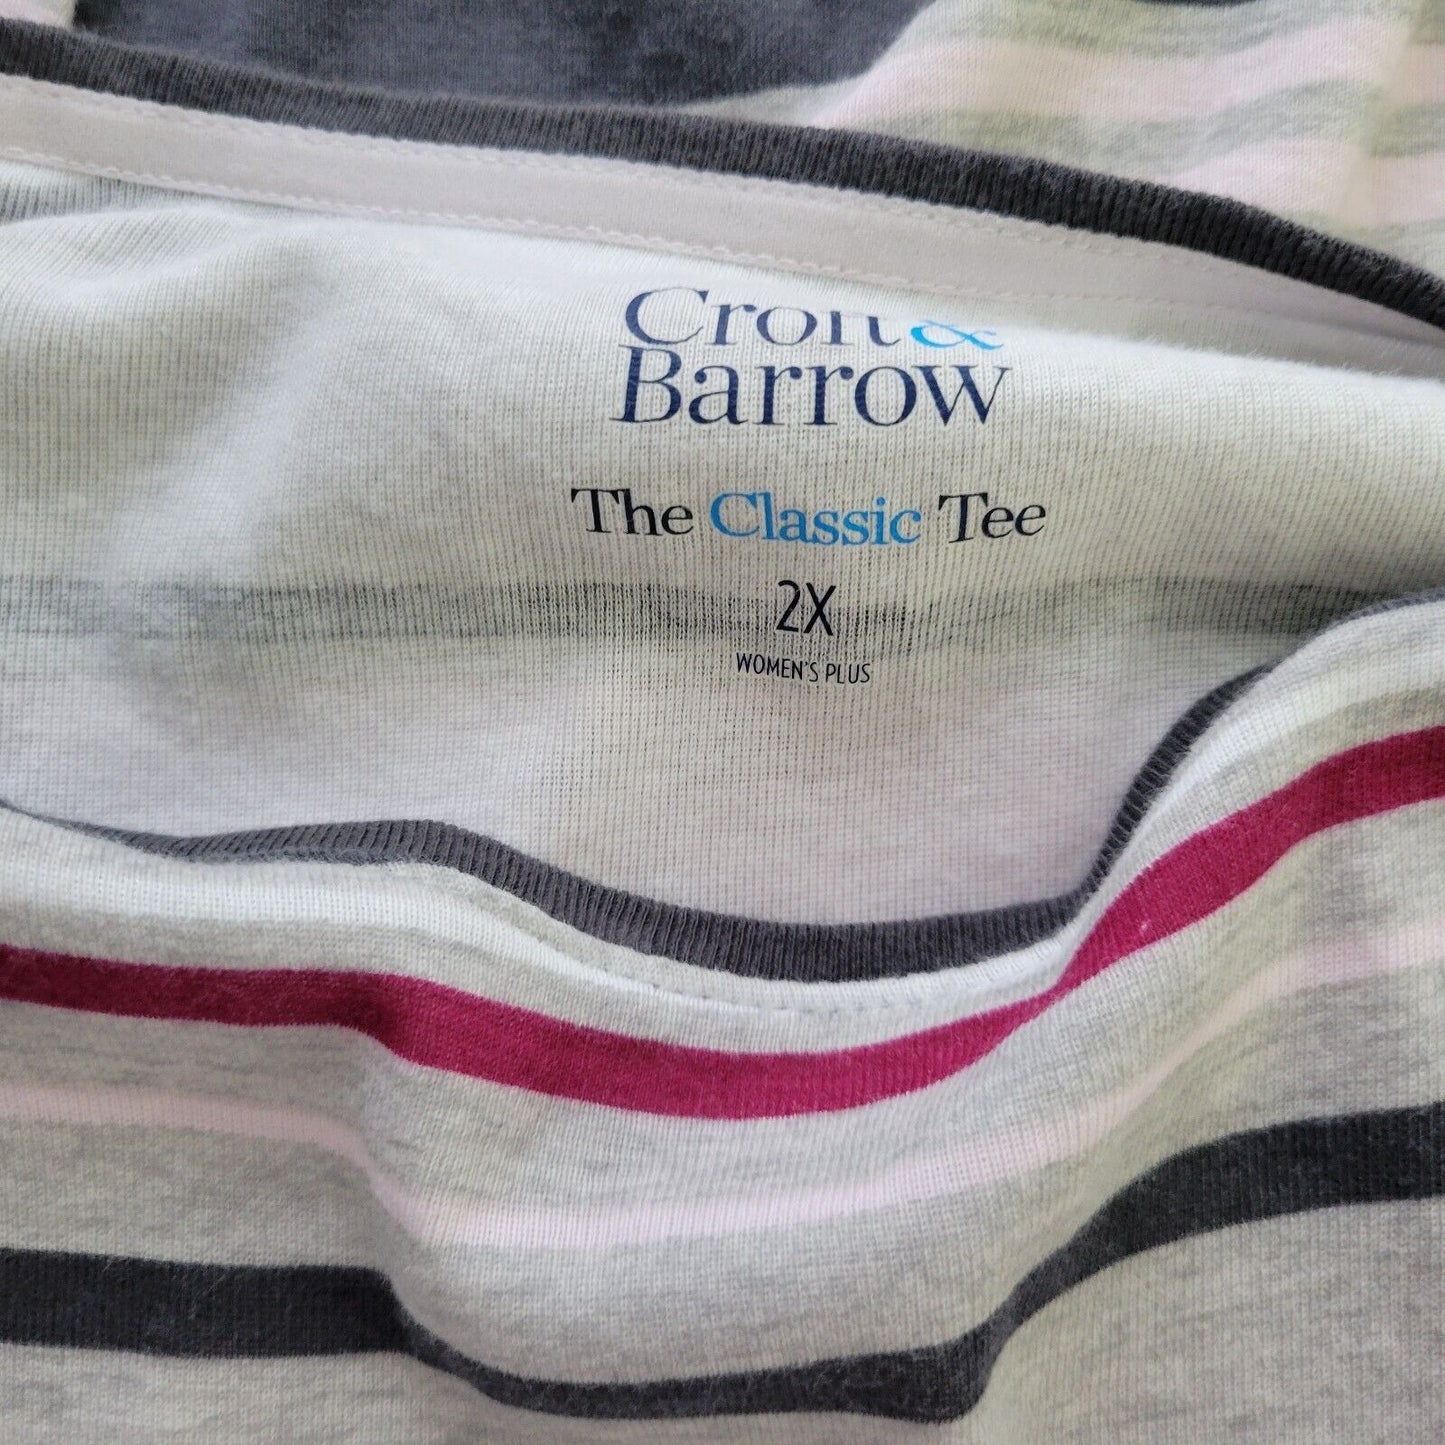 Croft &
Barrow
The Classic Tee
2X
WOMEN'S PLUS